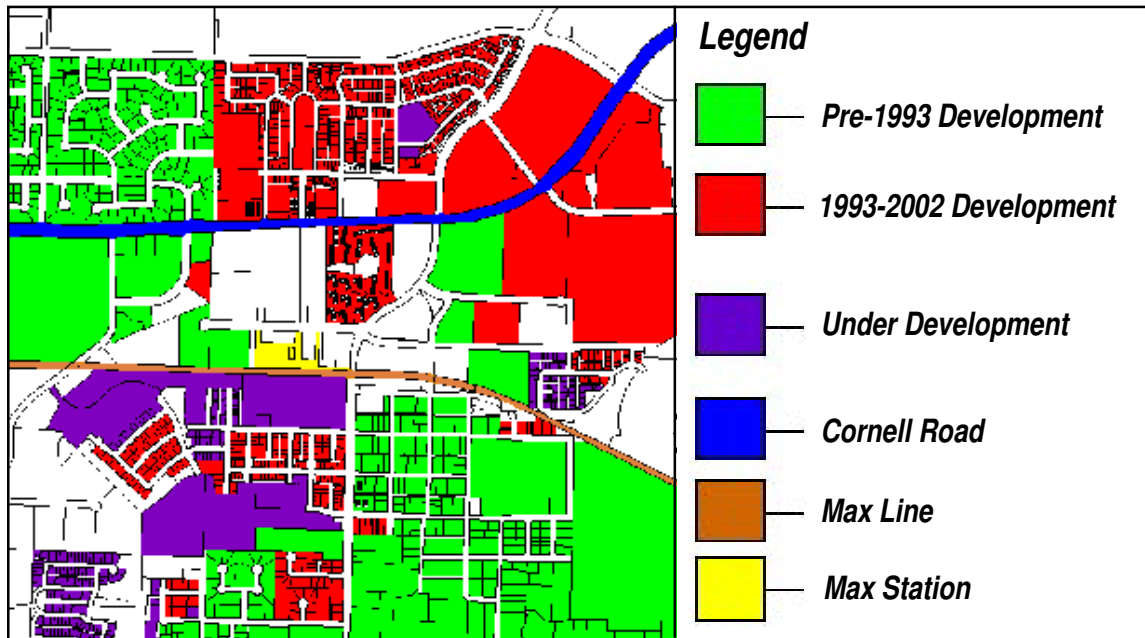 Legend
Pre-1993 Development
1993-2002 Development
Under Development
Cornell Road
Max Line
Max Station